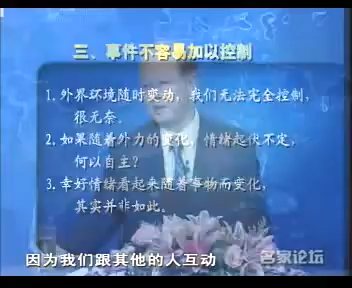 三、事件不容易加以控制
1.外界环境随时变动，我们无法完全控制，
很无奈。
2.如果随着外力的变化，情绪起伏不定，
何以自主？
3.幸好情绪看起来随着事物而变化，
其实并非如此。
名家论坛
因为我们跟其他的人互动